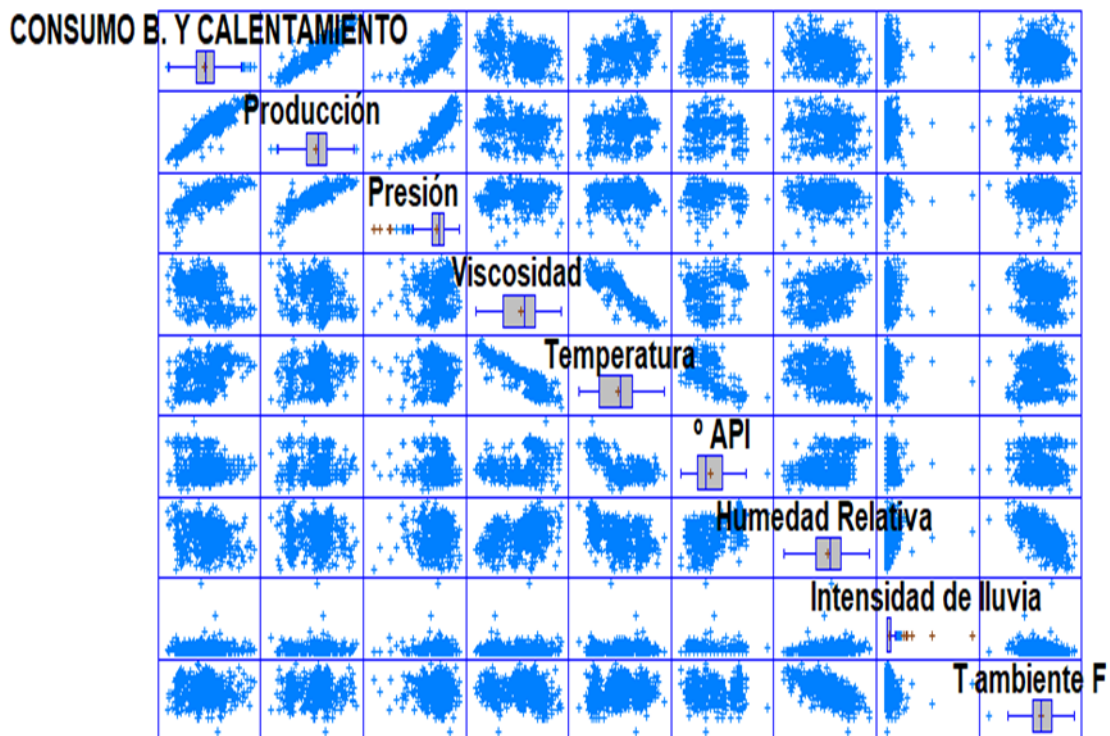 CONSUMO B. Y CALENTAMIENTO
Producción
Presión
Viscosidad
Temperatura
º API
Humedad Relativa
Intensidad de lluvia
T ambiente F